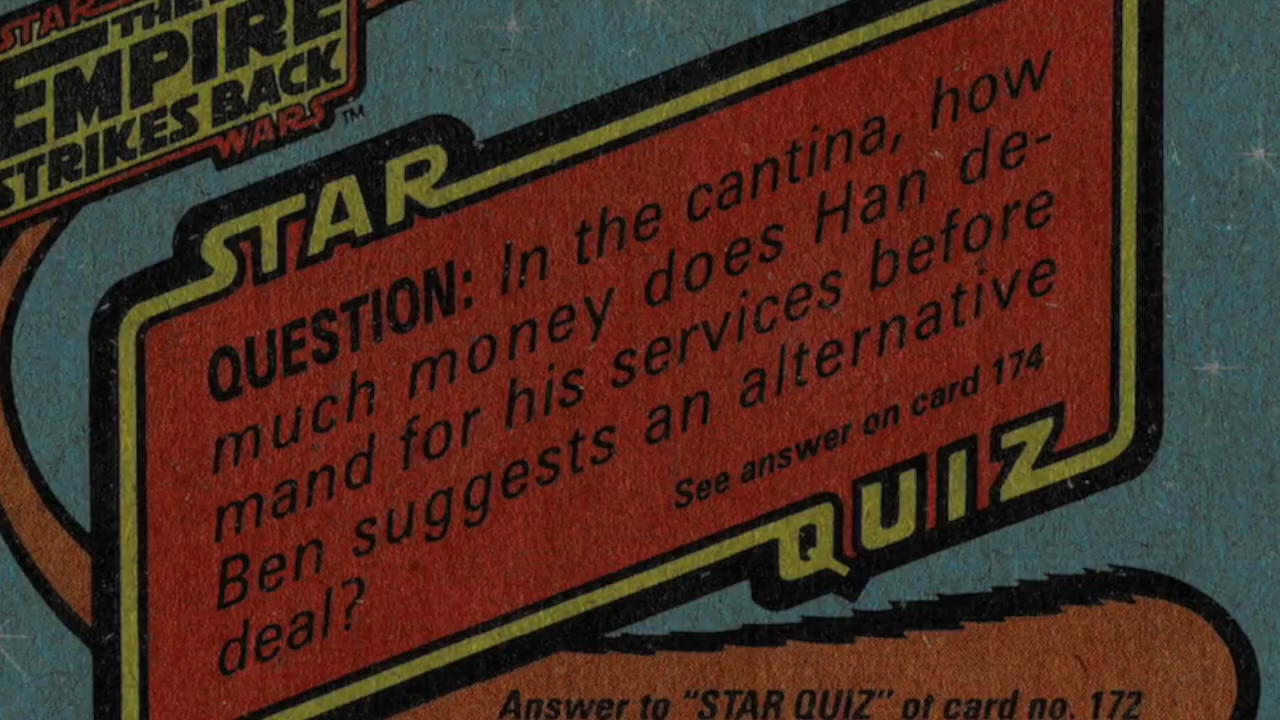 STAR
THE
EMPIRE
STRIKES BACK
WARS™
STAR
QUESTION: In the cantina, how
much money does Han de-
mand for his services before
Ben suggests an alternative
deal?
See answer on card 174
QUIZ
Answer to "STAR QUIZ" of card no. 172